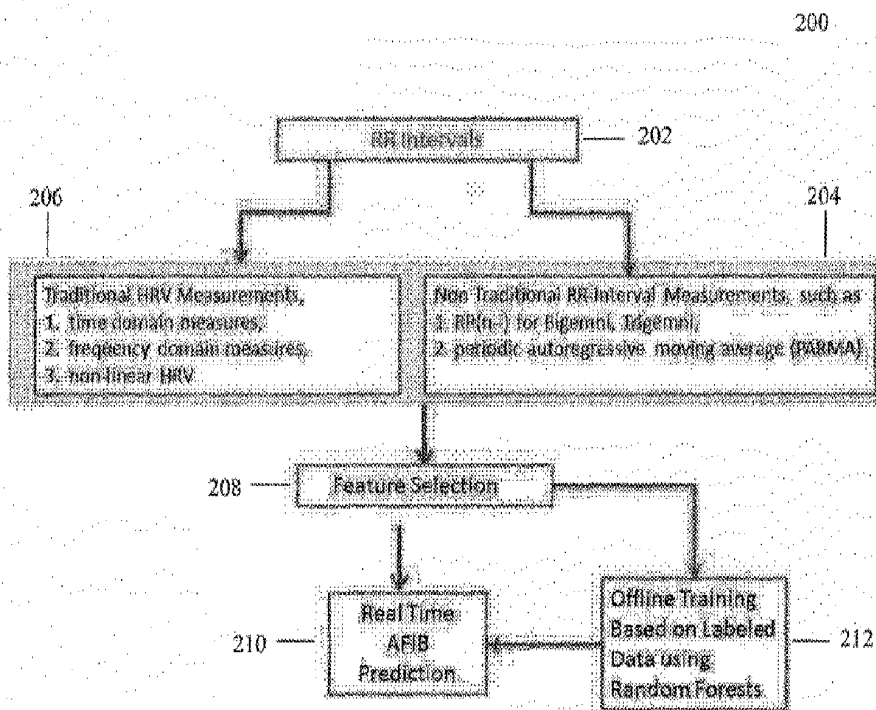 200
RR Intervals
202
206
204
Traditional HRV Measurements,
1. time domain measures,
2. frequency domain measures,
3. non-linear HRV
Non Traditional RR-Interval Measurements, such as
1. RR(n-) for Bigemni,
2. periodic autoregressive moving average (PARMA)
208
Feature Selection
210
Real Time
AFIB
Prediction
Offline Training
Based on Labeled
Data using
Random Forests
212